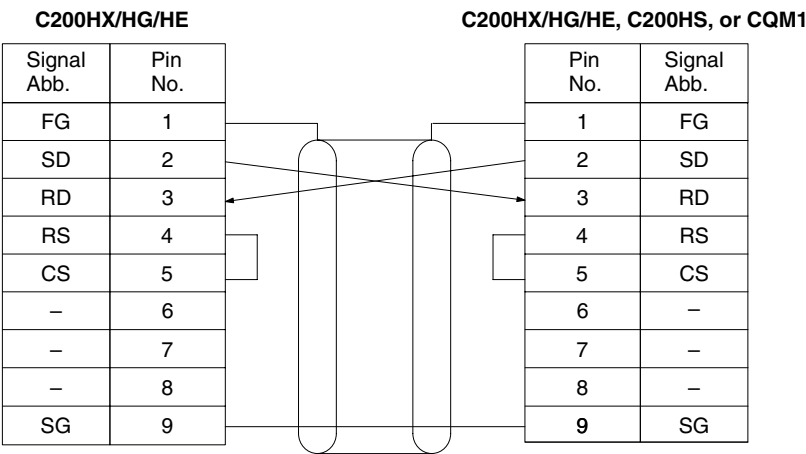 C200HX/HG/HE C200HX/HG/HE, C200HS, or CQM1
Signal Pin Pin Signal
Abb. No. No. Abb.
FG 1 1 FG
SD 2 2 SD
RD 3 3 RD
RS 4 4 RS
CS 5 5 CS
– 6 6 –
– 7 7 –
– 8 8 –
SG 9 9 SG